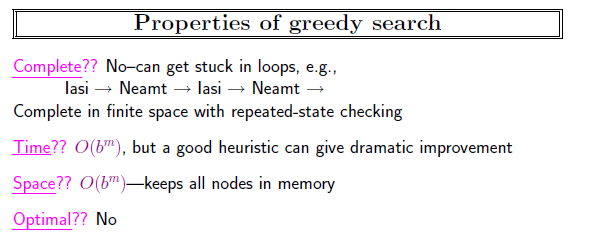 Properties of greedy search
Complete?? No–can get stuck in loops, e.g.,
Iasi → Neamt → Iasi → Neamt →
Complete in finite space with repeated-state checking
Time?? O(b^m), but a good heuristic can give dramatic improvement
Space?? O(b^m)—keeps all nodes in memory
Optimal?? No